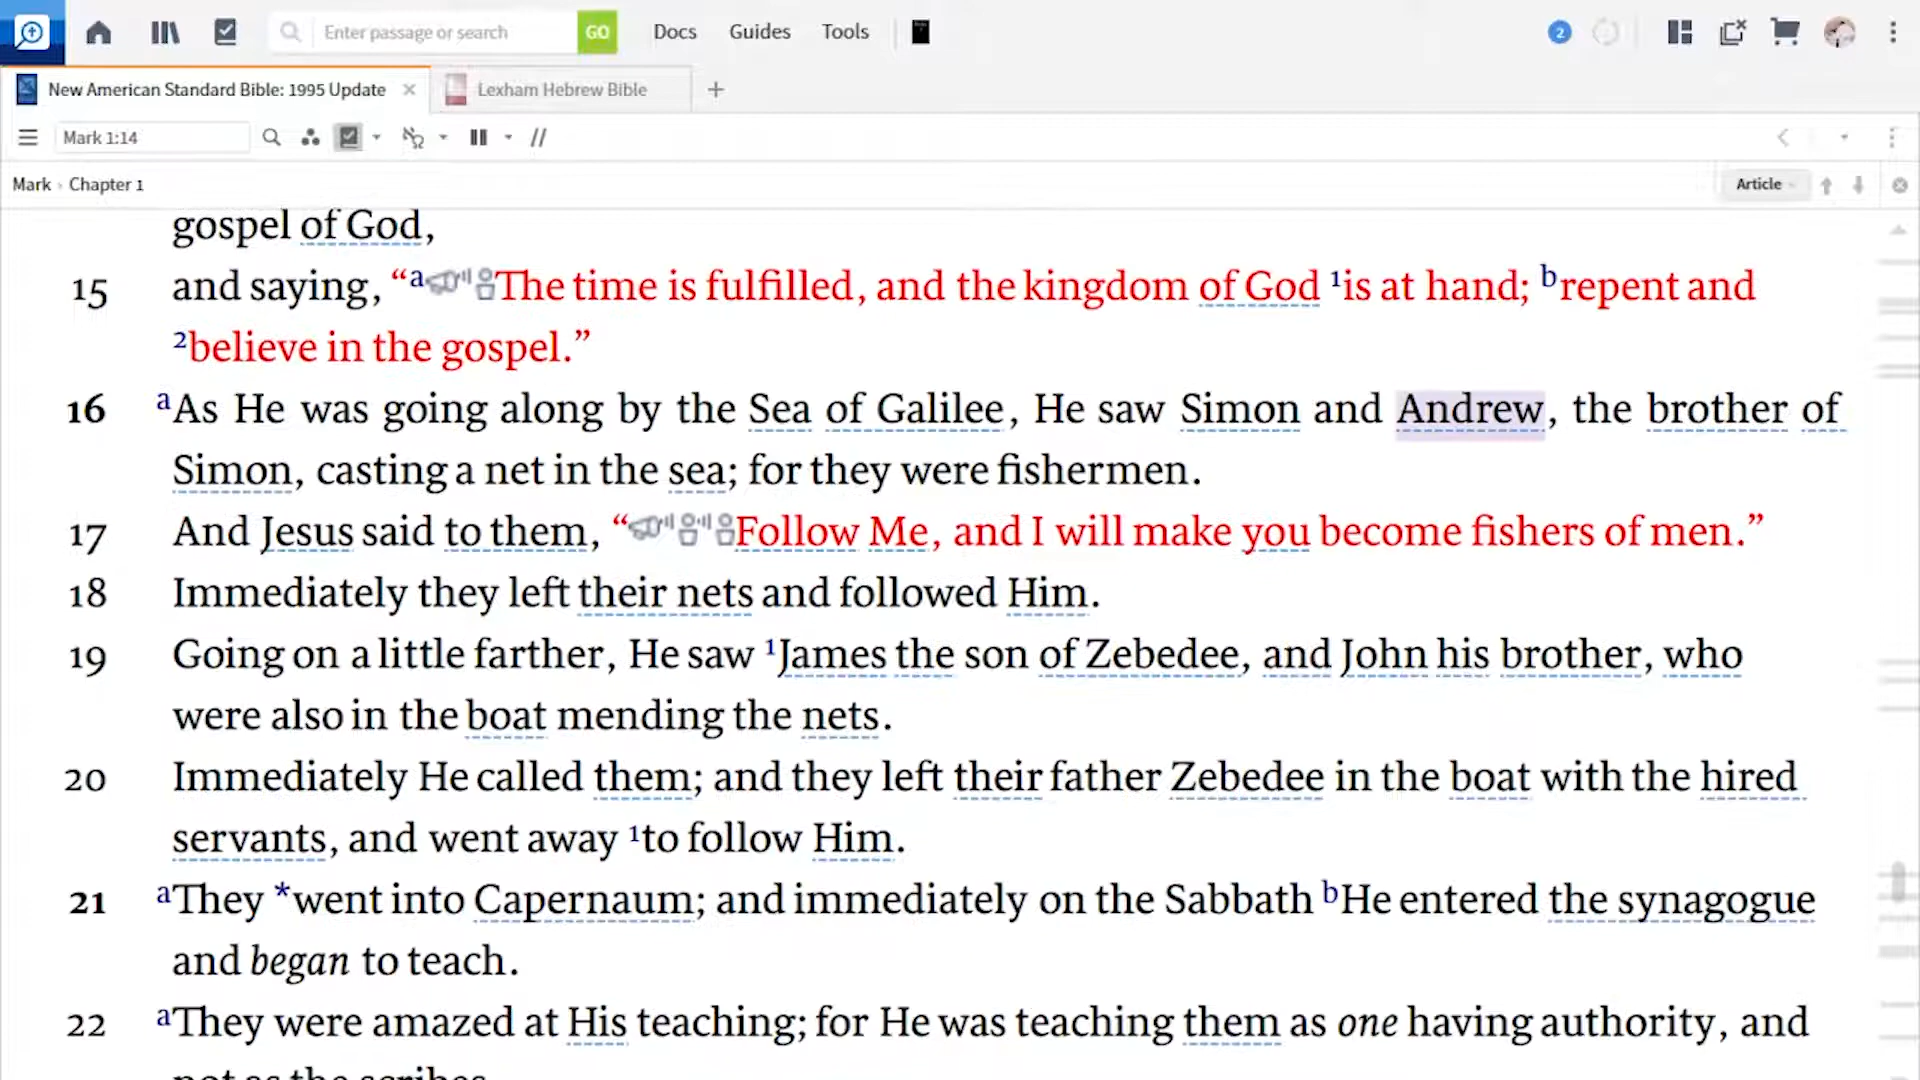 Enter passage or search GO Docs Guides Tools 2
New American Standard Bible: 1995 Update Lexham Hebrew Bible
Mark 1:14
Mark › Chapter 1 Article
gospel of God,
15 and saying, “ᵃThe time is fulfilled, and the kingdom of God ¹is at hand; ᵇrepent and
²believe in the gospel.”
16 ᵃAs He was going along by the Sea of Galilee, He saw Simon and Andrew, the brother of
Simon, casting a net in the sea; for they were fishermen.
17 And Jesus said to them, “Follow Me, and I will make you become fishers of men.”
18 Immediately they left their nets and followed Him.
19 Going on a little farther, He saw ¹James the son of Zebedee, and John his brother, who
were also in the boat mending the nets.
20 Immediately He called them; and they left their father Zebedee in the boat with the hired
servants, and went away ¹to follow Him.
21 ᵃThey *went into Capernaum; and immediately on the Sabbath ᵇHe entered the synagogue
and began to teach.
22 ᵃThey were amazed at His teaching; for He was teaching them as one having authority, and
not as the scribes.